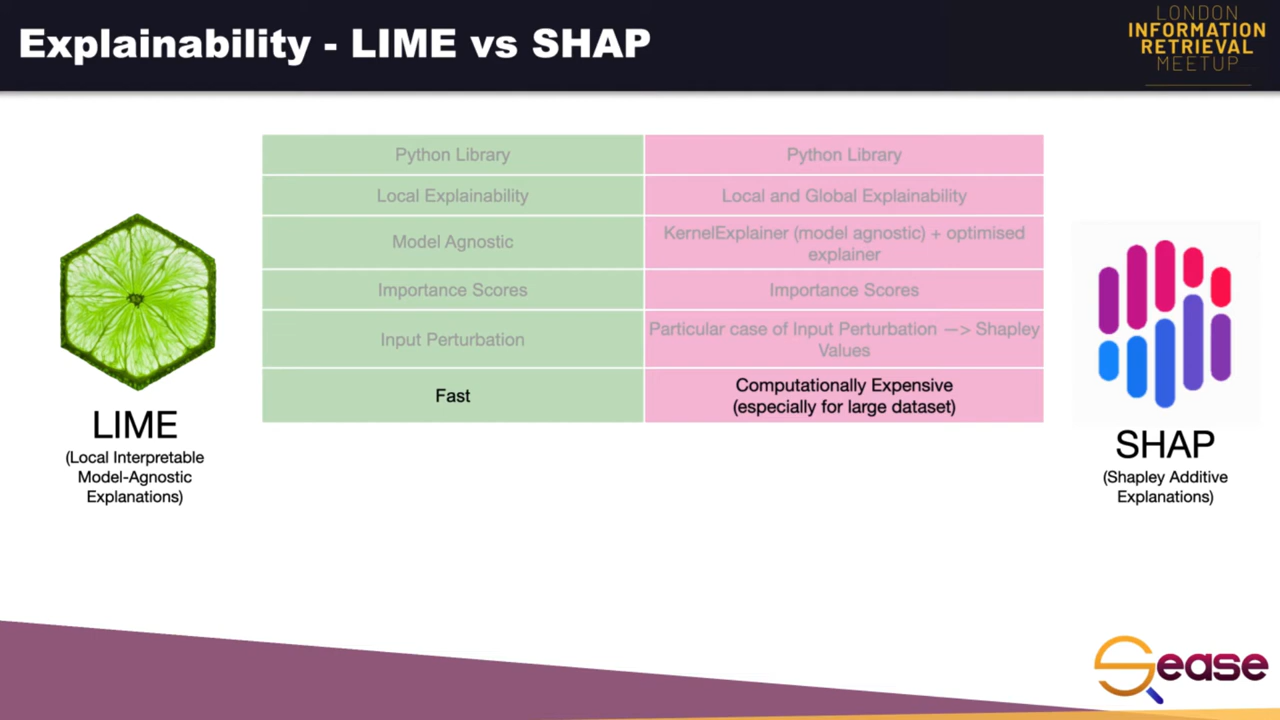 Explainability - LIME vs SHAP
LONDON
INFORMATION
RETRIEVAL
MEETUP
Python Library
Python Library
Local Explainability
Local and Global Explainability
Model Agnostic
KernelExplainer (model agnostic) + optimised
explainer
Importance Scores
Importance Scores
Input Perturbation
Particular case of Input Perturbation —> Shapley
Values
Fast
Computationally Expensive
(especially for large dataset)
LIME
(Local Interpretable
Model-Agnostic
Explanations)
SHAP
(Shapley Additive
Explanations)
Sease